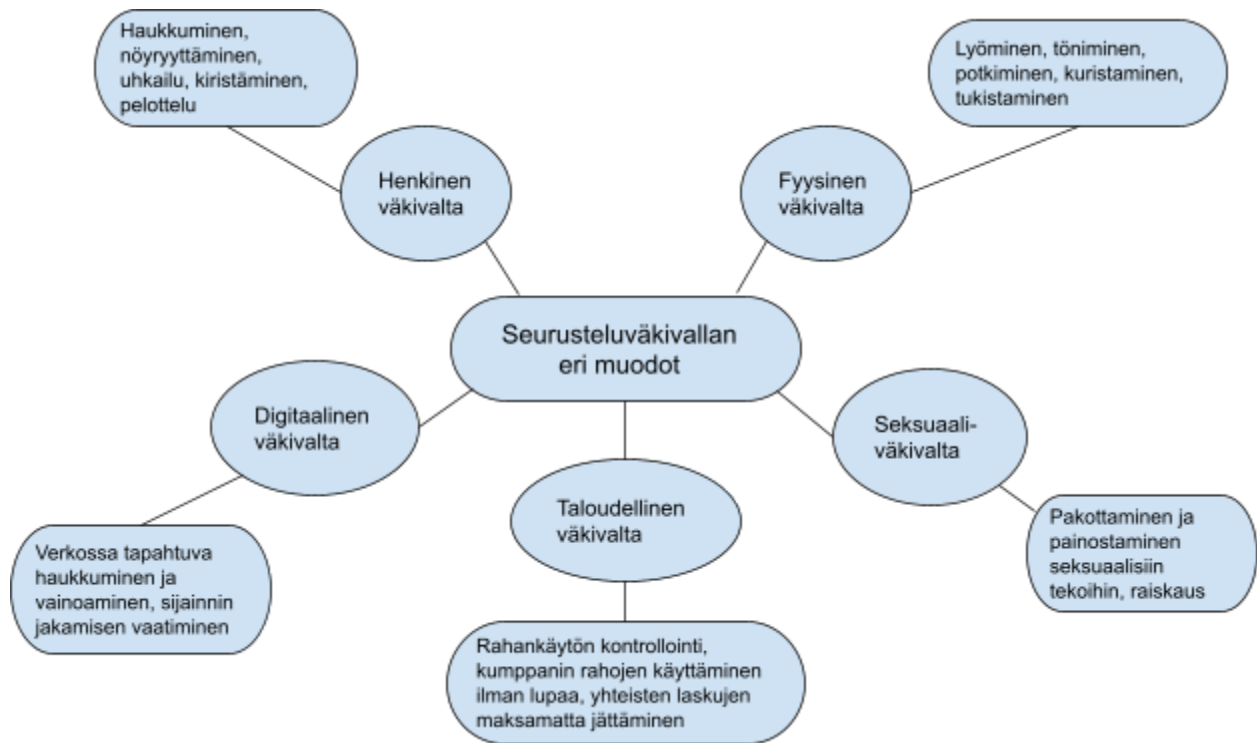 Haukkuminen,
nöyryyttäminen,
uhkailu, kiristäminen,
pelottelu
Lyöminen, töniminen,
potkiminen, kuristaminen,
tukistaminen
Henkinen
väkivalta
Fyysinen
väkivalta
Seurusteluväkivallan
eri muodot
Digitaalinen
väkivalta
Seksuaali-
väkivalta
Taloudellinen
väkivalta
Verkossa tapahtuva
haukkuminen ja
vainoaminen, sijainnin
jakamisen vaatiminen
Pakottaminen ja
painostaminen
seksuaalisiin
tekoihin, raiskaus
Rahankäytön kontrollointi,
kumppanin rahojen käyttäminen
ilman lupaa, yhteisten laskujen
maksamatta jättäminen